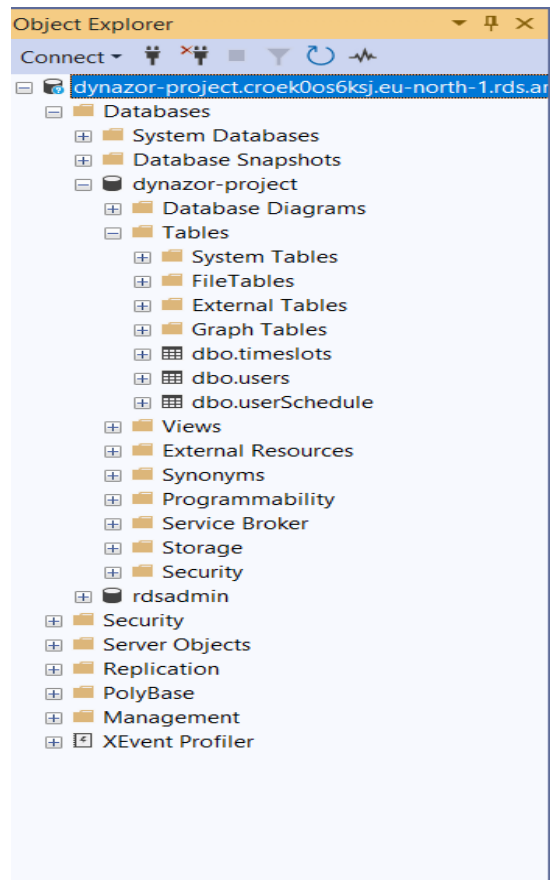 Object Explorer
Connect
dynazor-project.croek0os6ksj.eu-north-1.rds.ar
Databases
System Databases
Database Snapshots
dynazor-project
Database Diagrams
Tables
System Tables
FileTables
External Tables
Graph Tables
dbo.timeslots
dbo.users
dbo.userSchedule
Views
External Resources
Synonyms
Programmability
Service Broker
Storage
Security
rdsadmin
Security
Server Objects
Replication
PolyBase
Management
XEvent Profiler